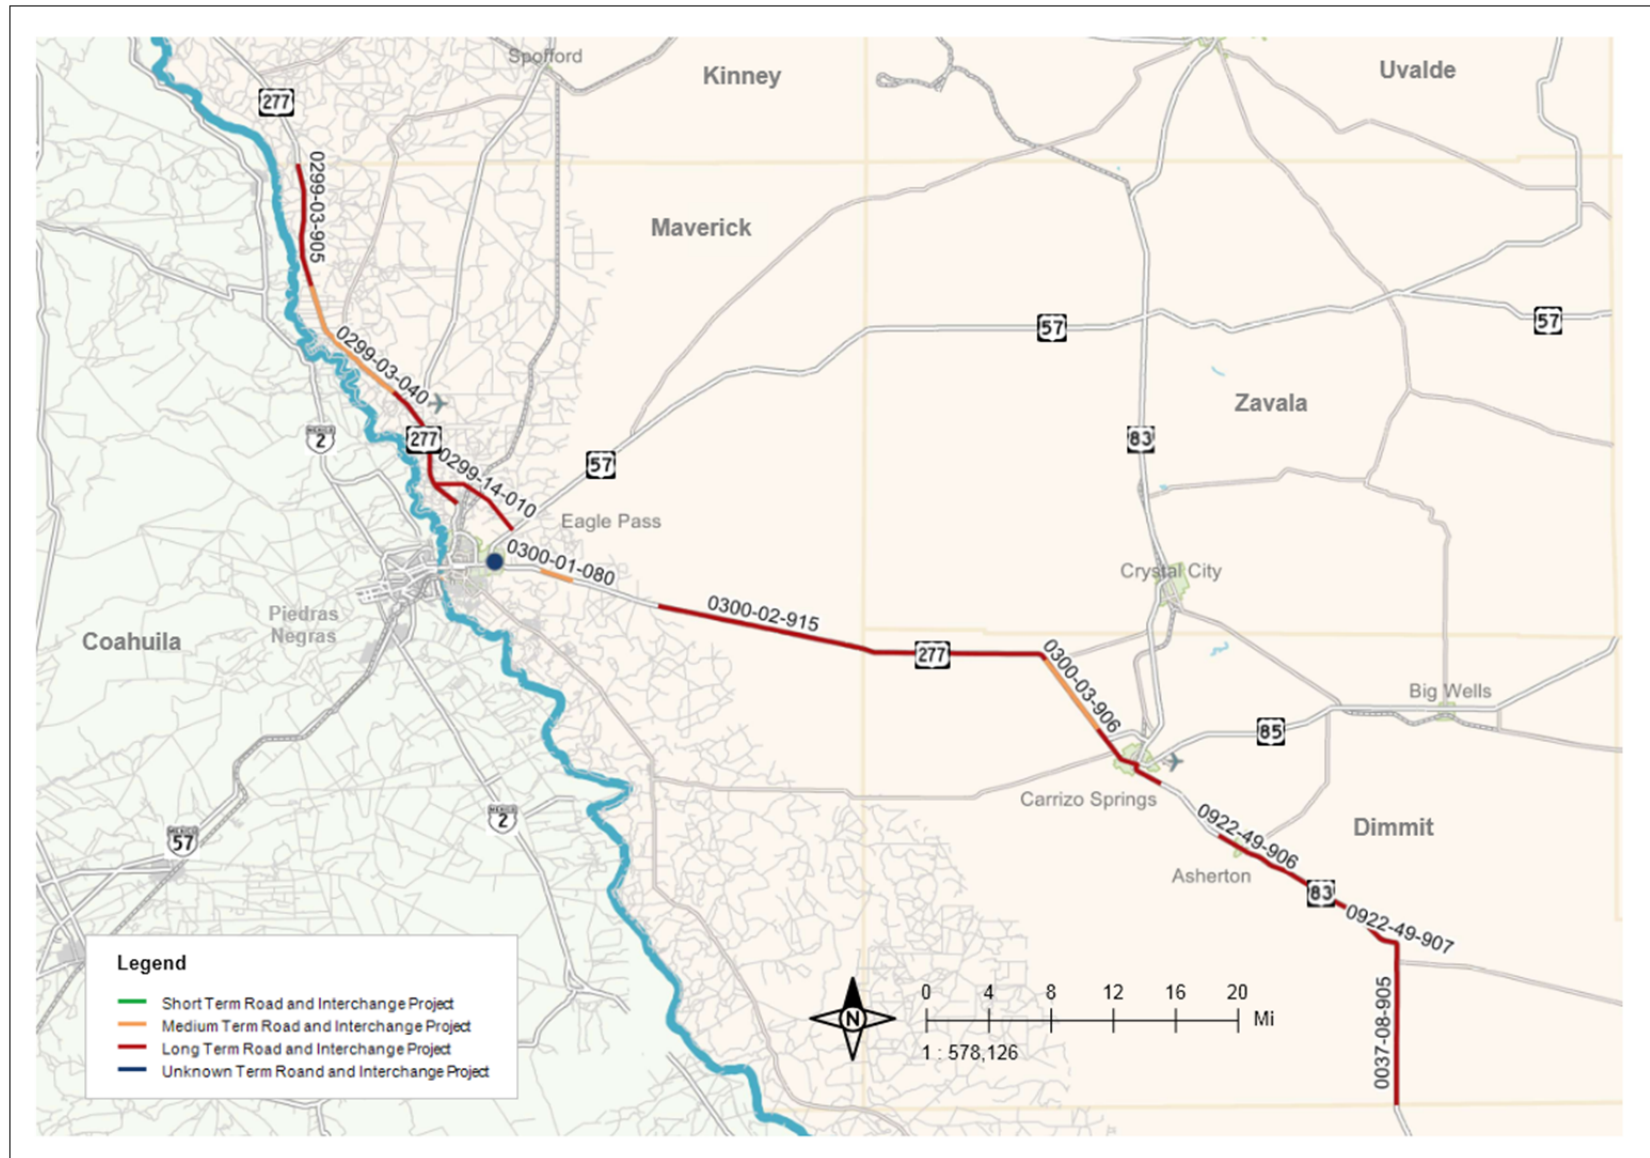 Spofford
Kinney
Uvalde
277
0299-03-905
Maverick
57
57
0299-03-040
Zavala
MEXICO
2
277
83
57
0299-14-010
Eagle Pass
0300-01-080
Crystal City
0300-02-915
Piedras
Negras
Coahuila
277
0300-03-906
Big Wells
85
Carrizo Springs
MEXICO
2
MEXICO
57
0922-49-906
Dimmit
Asherton
83
0922-49-907
Legend
Short Term Road and Interchange Project
Medium Term Road and Interchange Project
Long Term Road and Interchange Project
Unknown Term Roand and Interchange Project
N
0 4 8 12 16 20
Mi
1 : 578,126
0037-08-905